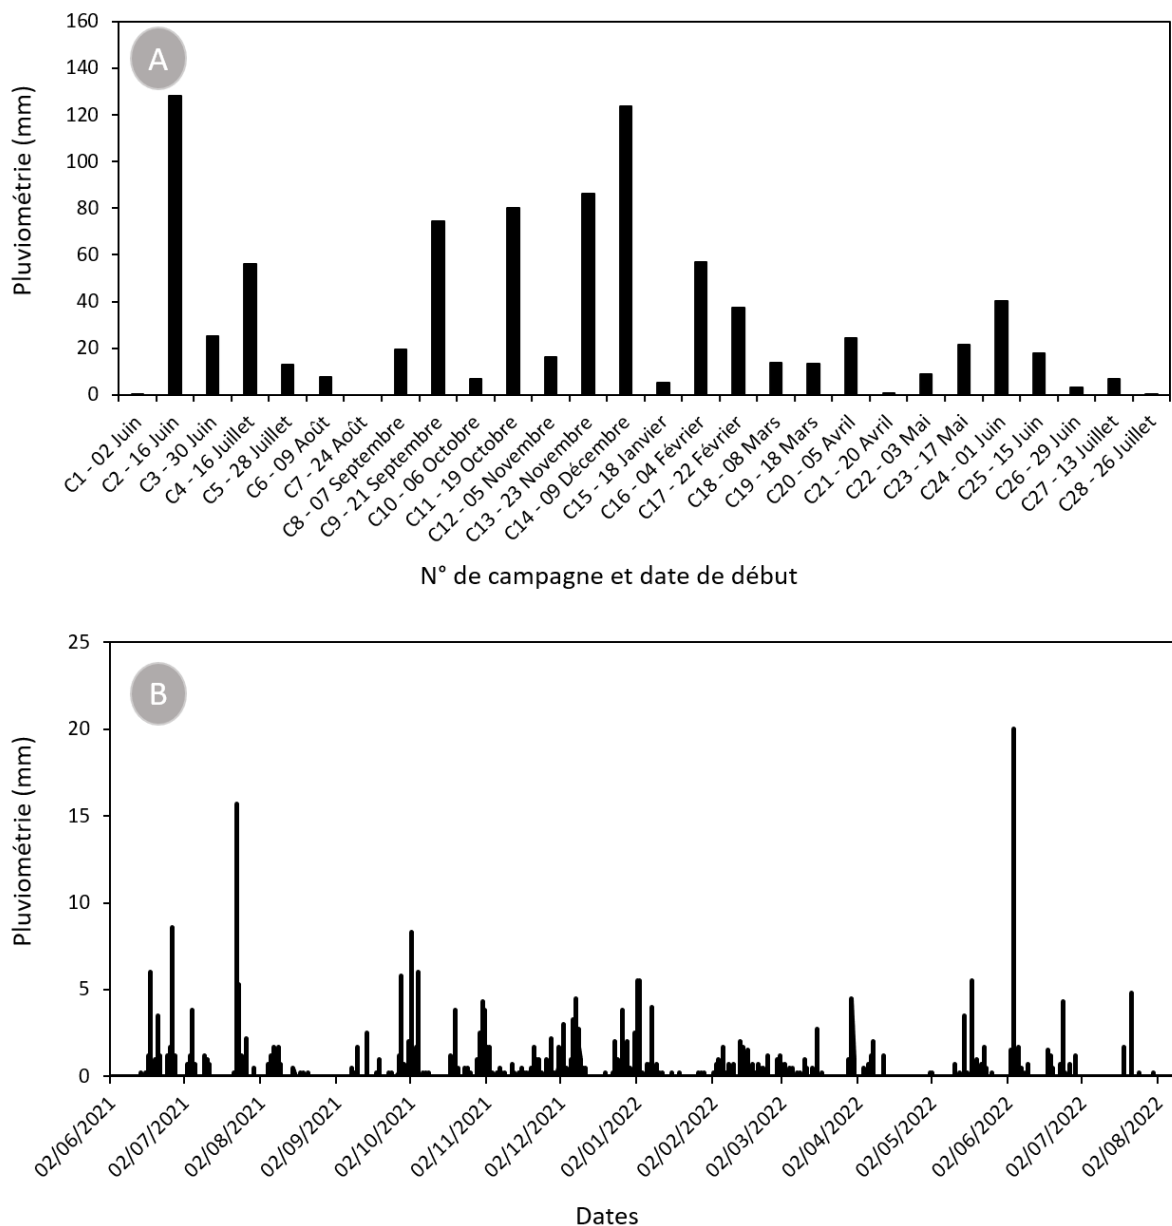 A
Pluviométrie (mm)
160
140
120
100
80
60
40
20
0
C1 - 02 Juin
C2 - 16 Juin
C3 - 30 Juin
C4 - 16 Juillet
C5 - 28 Juillet
C6 - 09 Août
C7 - 24 Août
C8 - 07 Septembre
C9 - 21 Septembre
C10 - 06 Octobre
C11 - 19 Octobre
C12 - 05 Novembre
C13 - 23 Novembre
C14 - 09 Décembre
C15 - 18 Janvier
C16 - 04 Février
C17 - 22 Février
C18 - 08 Mars
C19 - 18 Mars
C20 - 05 Avril
C21 - 20 Avril
C22 - 03 Mai
C23 - 17 Mai
C24 - 01 Juin
C25 - 15 Juin
C26 - 29 Juin
C27 - 13 Juillet
C28 - 26 Juillet
N° de campagne et date de début
B
Pluviométrie (mm)
25
20
15
10
5
0
02/06/2021
02/07/2021
02/08/2021
02/09/2021
02/10/2021
02/11/2021
02/12/2021
02/01/2022
02/02/2022
02/03/2022
02/04/2022
02/05/2022
02/06/2022
02/07/2022
02/08/2022
Dates